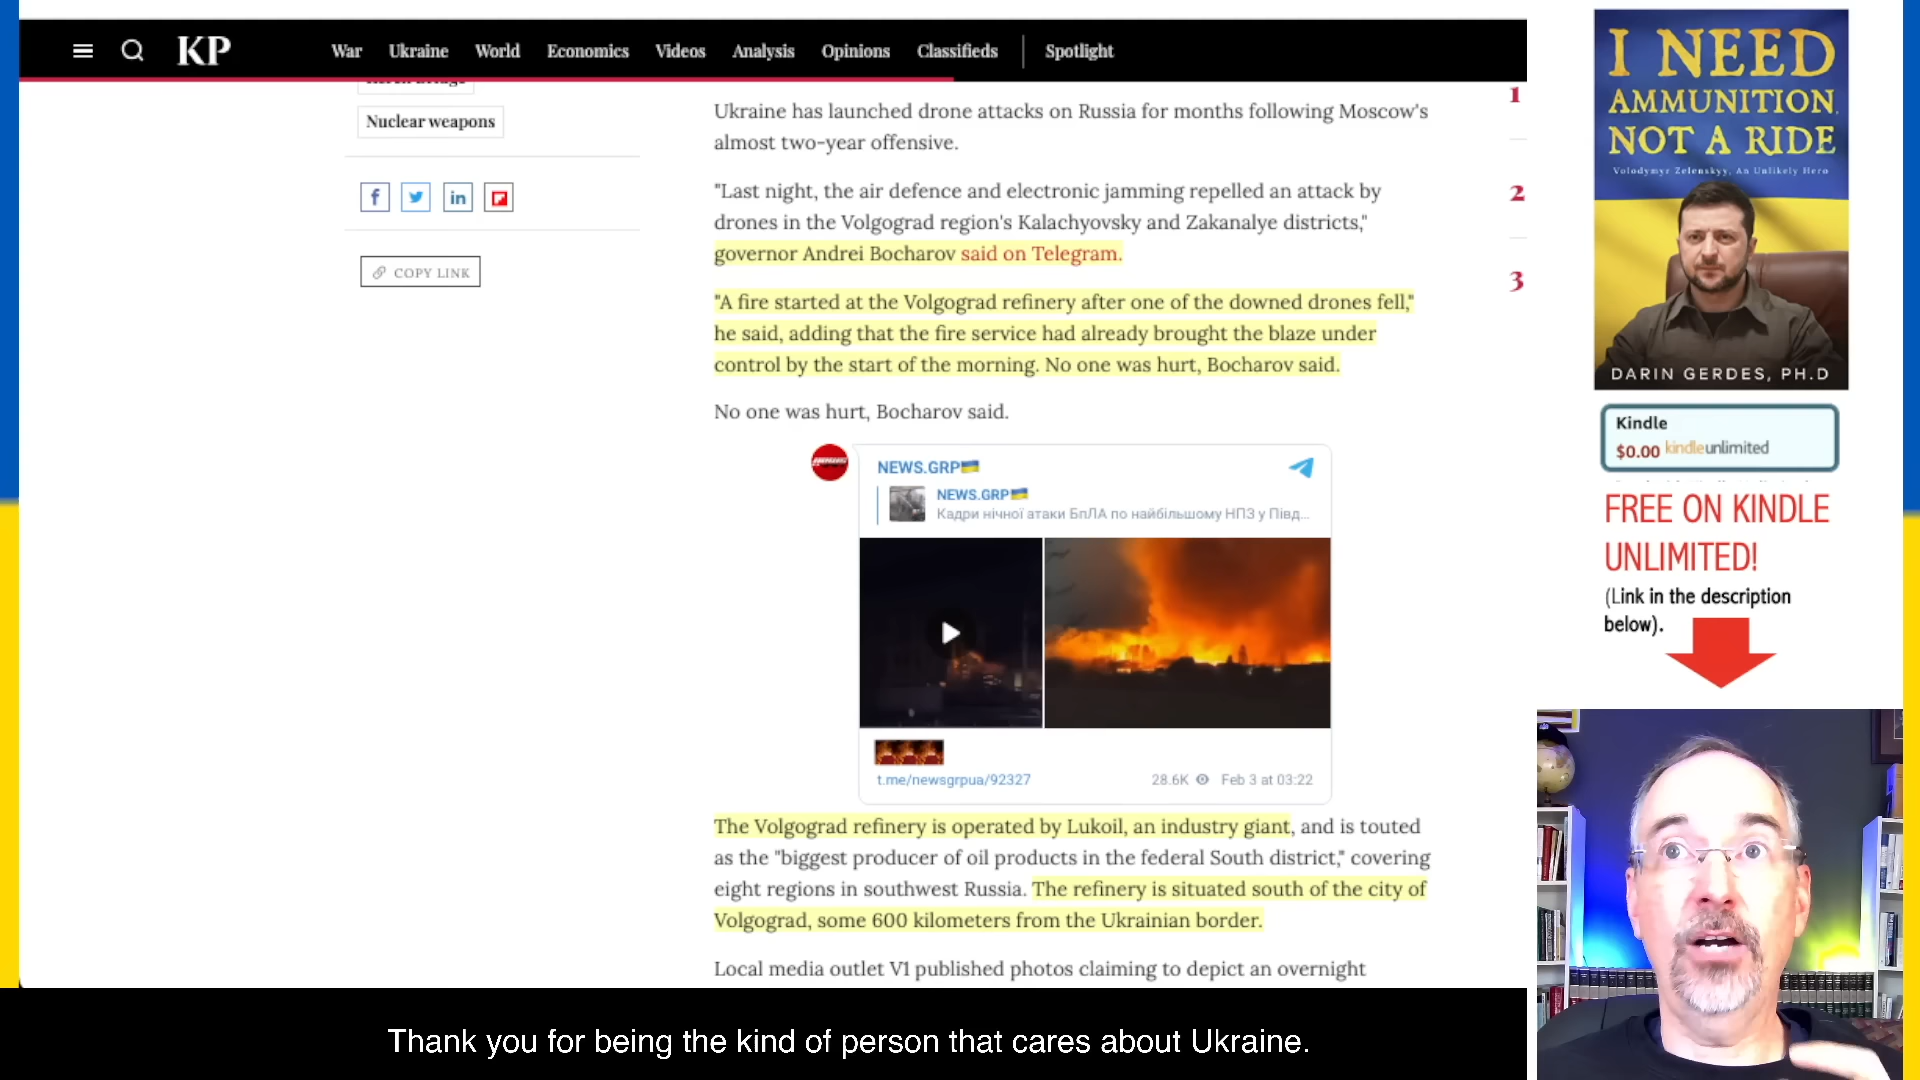 KP
War Ukraine World Economics Videos Analysis Opinions Classifieds Spotlight
Nuclear weapons
COPY LINK
Ukraine has launched drone attacks on Russia for months following Moscow's
almost two-year offensive.
"Last night, the air defence and electronic jamming repelled an attack by
drones in the Volgograd region's Kalachyovsky and Zakanalye districts,"
governor Andrei Bocharov said on Telegram.
"A fire started at the Volgograd refinery after one of the downed drones fell,"
he said, adding that the fire service had already brought the blaze under
control by the start of the morning. No one was hurt, Bocharov said.
No one was hurt, Bocharov said.
NEWS.GRP
NEWS.GRP
Кадри нічної атаки БпЛА по найбільшому НПЗ у Півд...
t.me/newsgrpua/92327
28.6K Feb 3 at 03:22
The Volgograd refinery is operated by Lukoil, an industry giant, and is touted
as the "biggest producer of oil products in the federal South district," covering
eight regions in southwest Russia. The refinery is situated south of the city of
Volgograd, some 600 kilometers from the Ukrainian border.
Local media outlet V1 published photos claiming to depict an overnight
1
2
3
I NEED
AMMUNITION,
NOT A RIDE
Volodymyr Zelenskyy, An Unlikely Hero
DARIN GERDES, PH.D
Kindle
$0.00 kindleunlimited
FREE ON KINDLE
UNLIMITED!
(Link in the description
below).
Thank you for being the kind of person that cares about Ukraine.